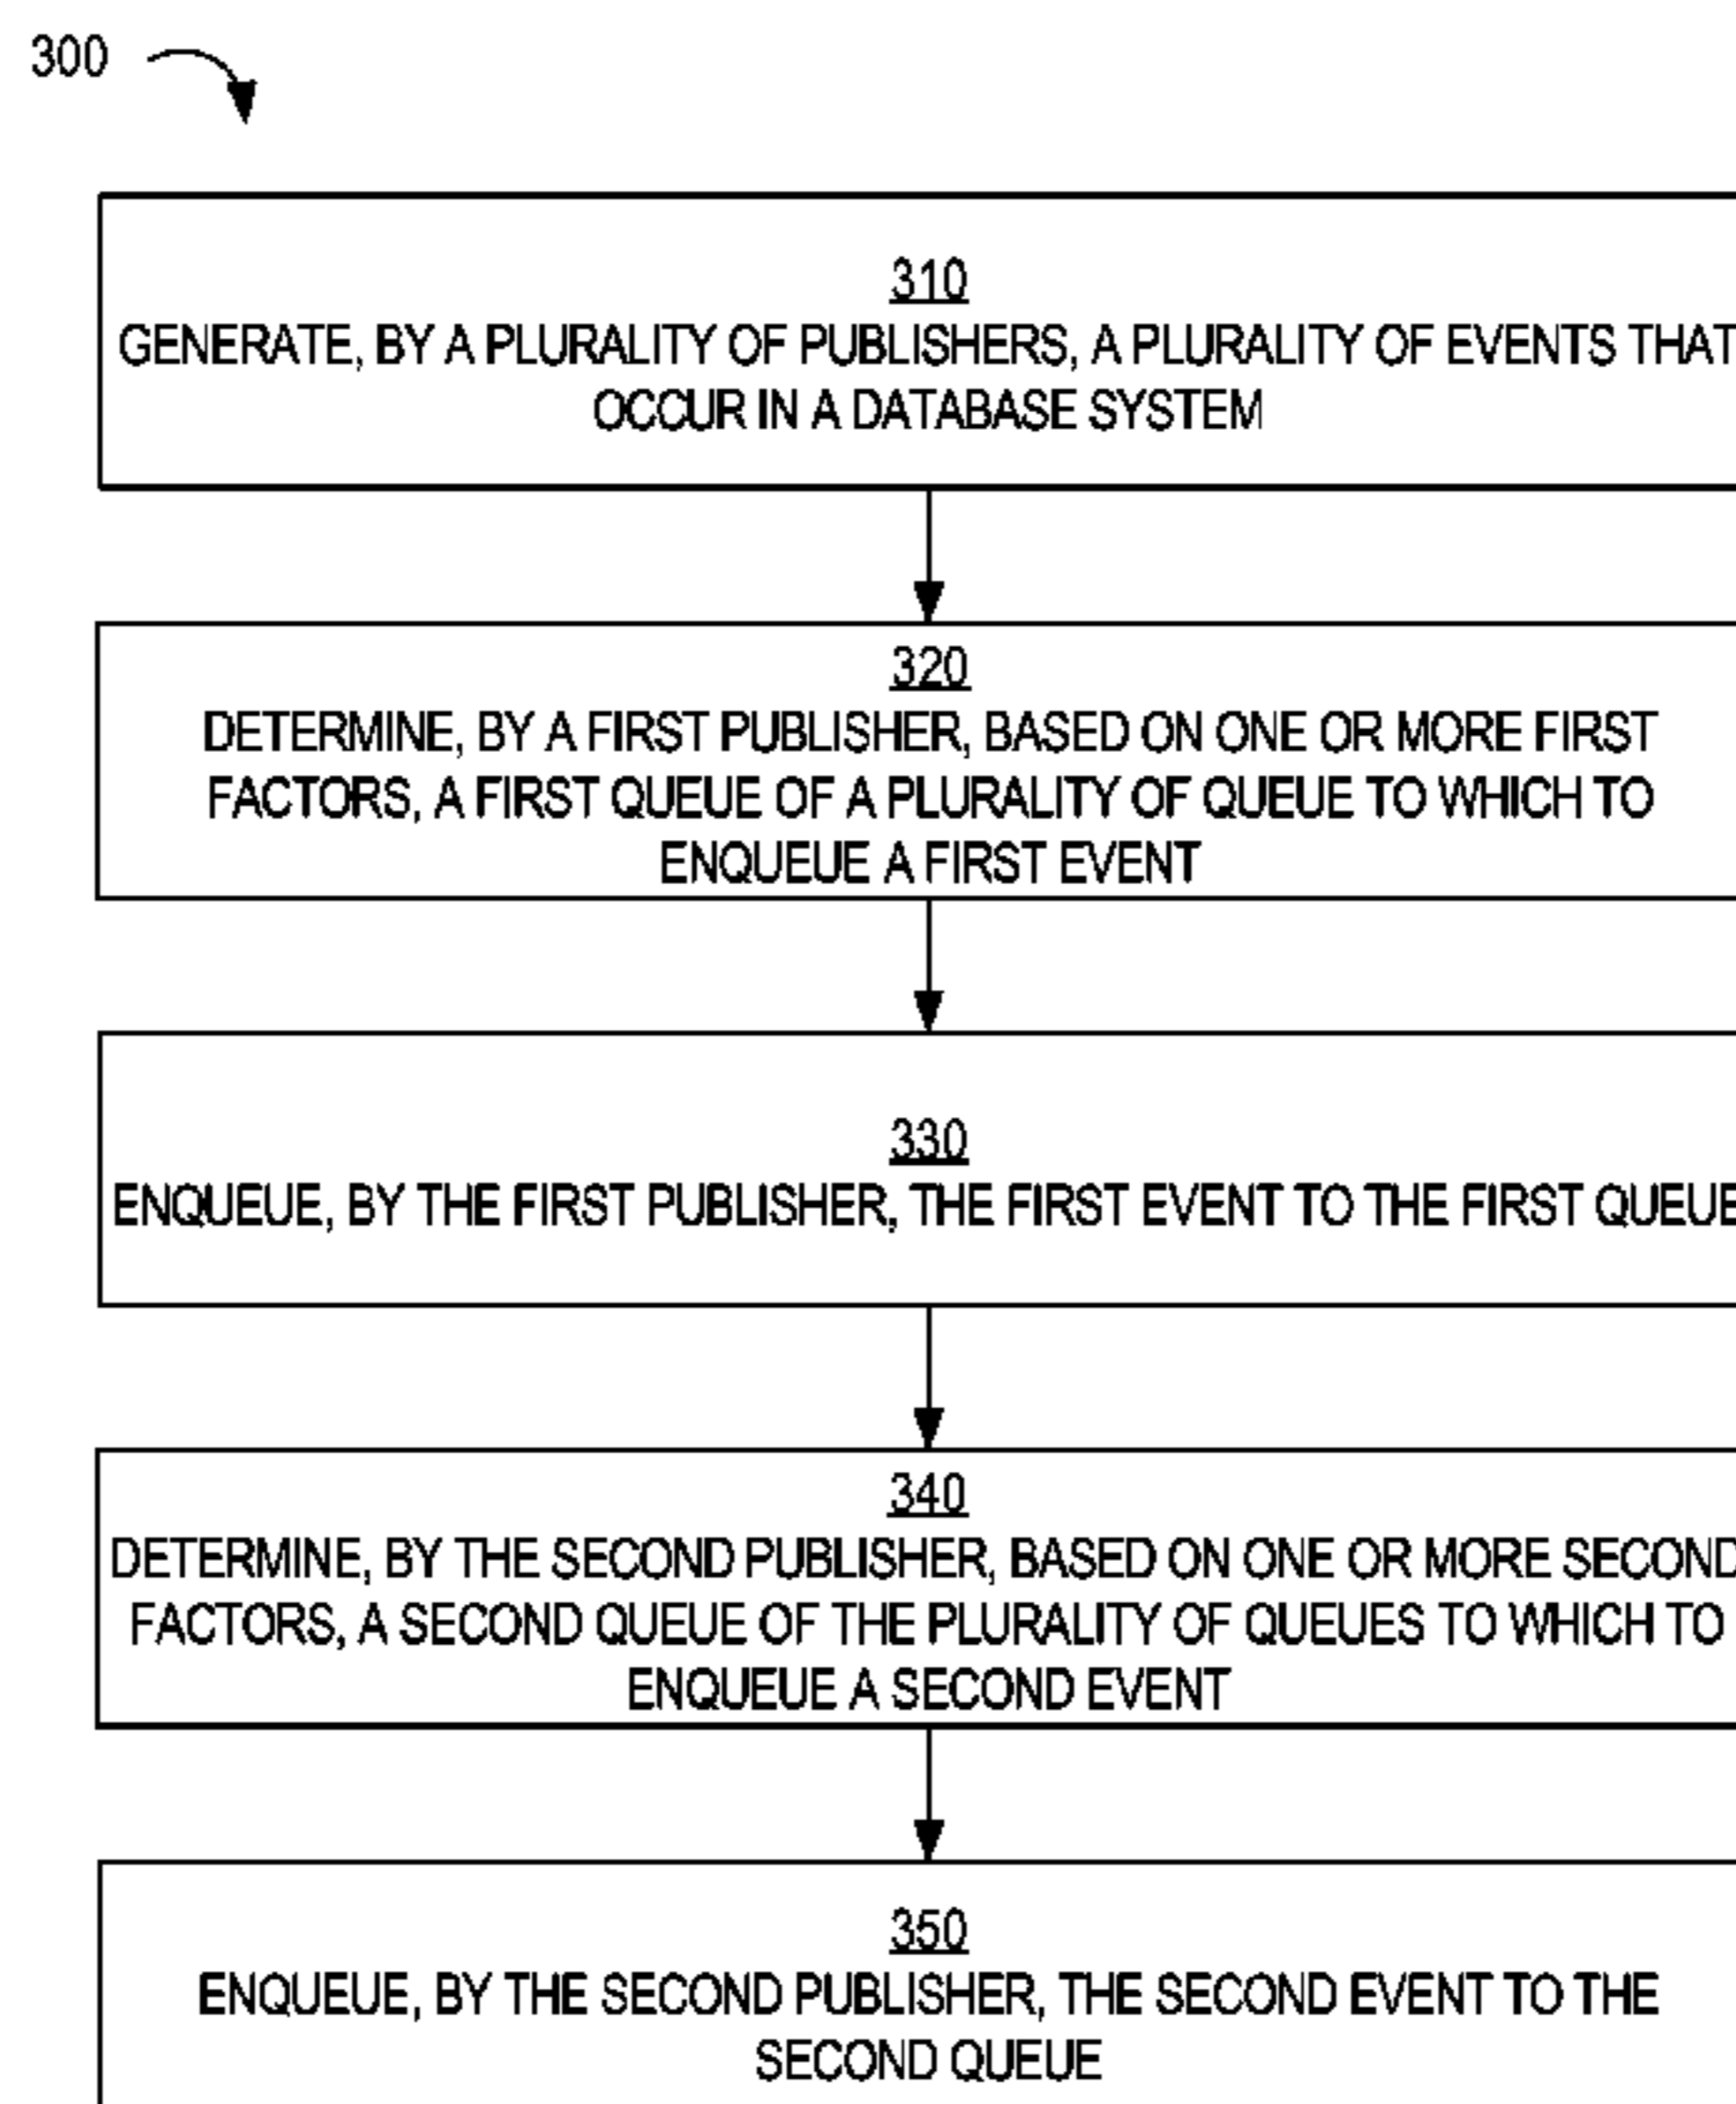 300
310
GENERATE, BY A PLURALITY OF PUBLISHERS, A PLURALITY OF EVENTS THAT
OCCUR IN A DATABASE SYSTEM
320
DETERMINE, BY A FIRST PUBLISHER, BASED ON ONE OR MORE FIRST
FACTORS, A FIRST QUEUE OF A PLURALITY OF QUEUE TO WHICH TO
ENQUEUE A FIRST EVENT
330
ENQUEUE, BY THE FIRST PUBLISHER, THE FIRST EVENT TO THE FIRST QUEUE
340
DETERMINE, BY THE SECOND PUBLISHER, BASED ON ONE OR MORE SECOND
FACTORS, A SECOND QUEUE OF THE PLURALITY OF QUEUES TO WHICH TO
ENQUEUE A SECOND EVENT
350
ENQUEUE, BY THE SECOND PUBLISHER, THE SECOND EVENT TO THE
SECOND QUEUE